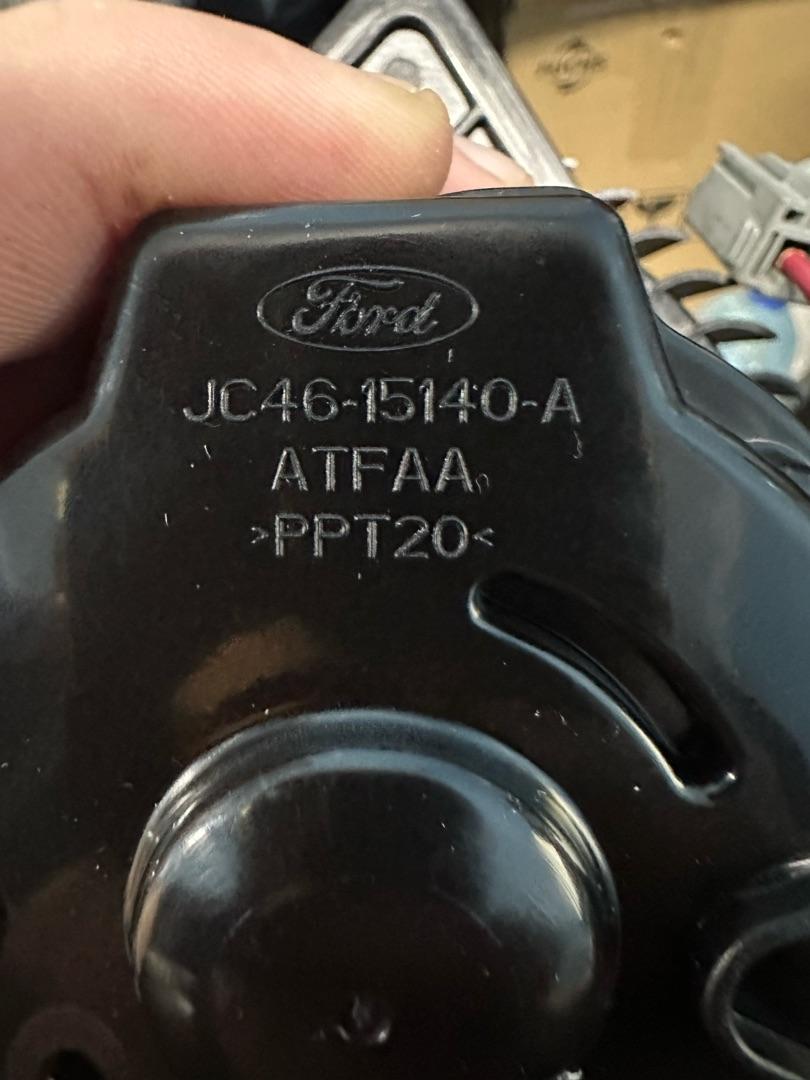 Ford
JC46-15140-A
ATFAA
>PPT20<